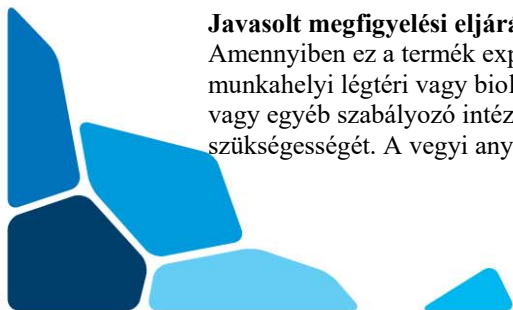 Javasolt megfigyelési eljárá
Amennyiben ez a termék exp
munkahelyi légtéri vagy biol
vagy egyéb szabályozó intéz
szükségességét. A vegyi any